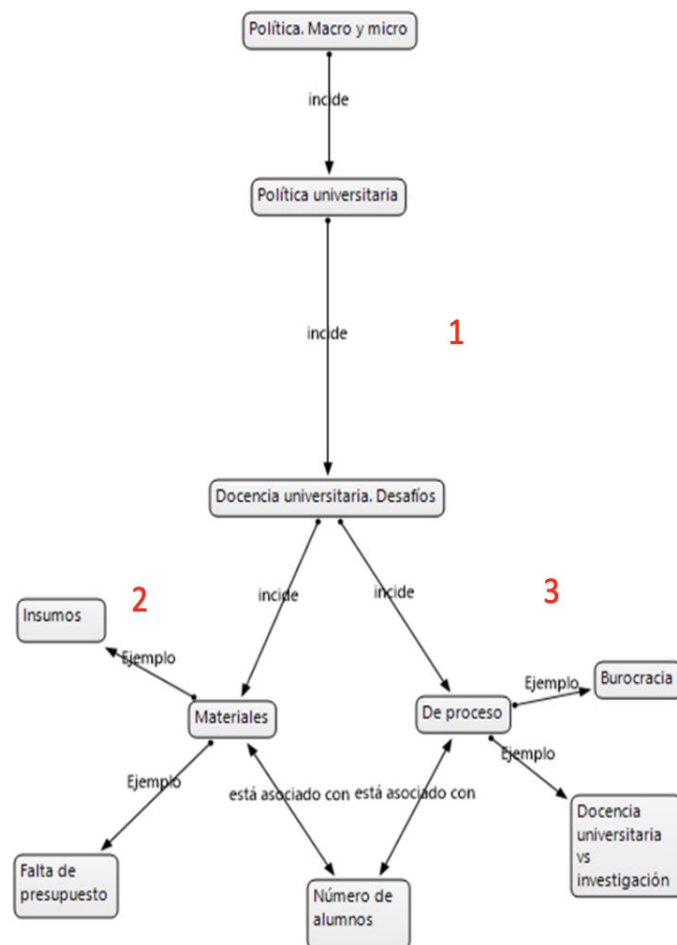 Política. Macro y micro
incide
Política universitaria
incide
1
Docencia universitaria. Desafíos
incide
incide
2
3
Insumos
Ejemplo
Materiales
De proceso
Ejemplo
Burocracia
Ejemplo
Ejemplo
está asociado con
está asociado con
Falta de
presupuesto
Número de
alumnos
Docencia
universitaria
vs
investigación